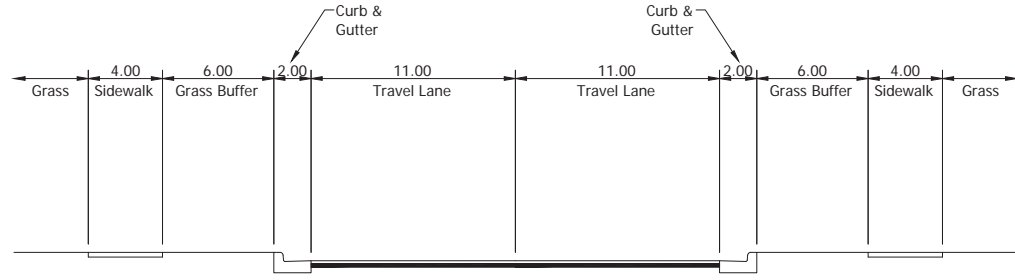 Curb &
Gutter
Curb &
Gutter
4.00 6.00 2.00 11.00 11.00 2.00 6.00 4.00
Grass Sidewalk Grass Buffer Travel Lane Travel Lane Grass Buffer Sidewalk Grass